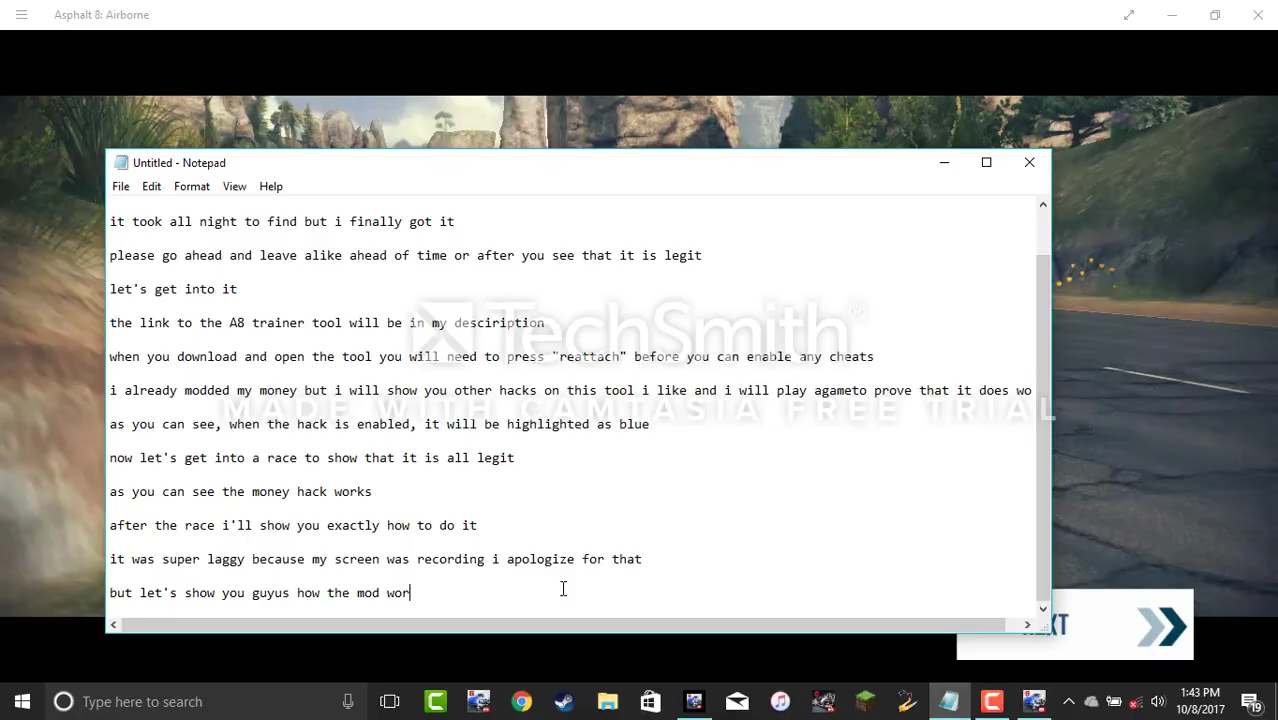 Asphalt 8: Airborne
Untitled - Notepad
File Edit Format View Help
it took all night to find but i finally got it
please go ahead and leave alike ahead of time or after you see that it is legit
let's get into it
the link to the A8 trainer tool will be in my desciription
when you download and open the tool you will need to press "reattach" before you can enable any cheats
i already modded my money but i will show you other hacks on this tool i like and i will play agameto prove that it does wo
as you can see, when the hack is enabled, it will be highlighted as blue
now let's get into a race to show that it is all legit
as you can see the money hack works
after the race i'll show you exactly how to do it
it was super laggy because my screen was recording i apologize for that
but let's show you guyus how the mod wor
TechSmith®
MADE WITH CAMTASIA FREE TRIAL
NEXT
Type here to search
1:43 PM
10/8/2017
19